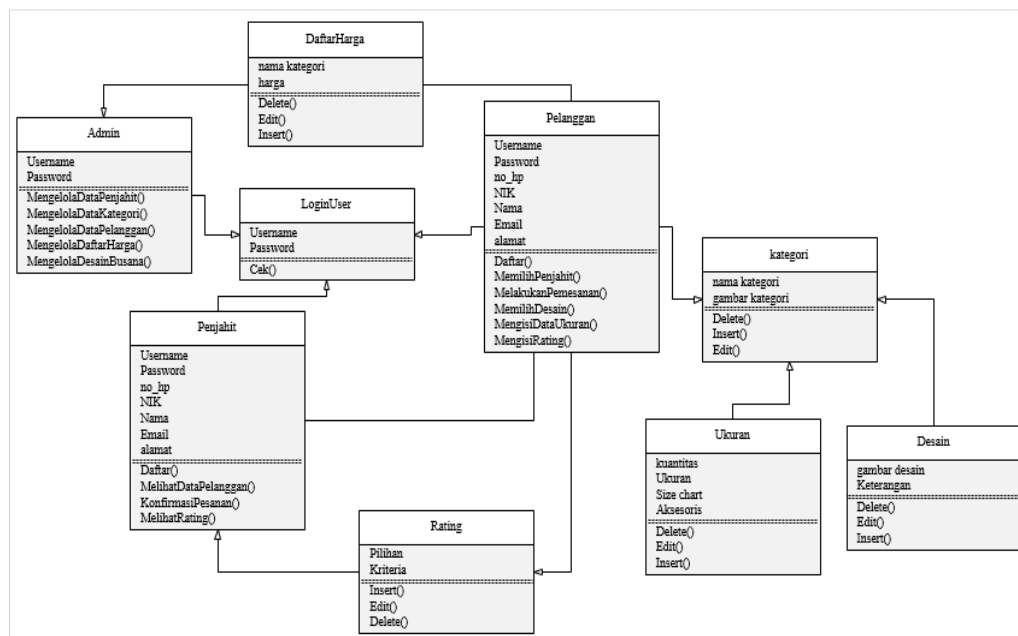 DaftarHarga
nama kategori
harga
Delete()
Edit()
Insert()
Admin
Username
Password
MengelolaDataPenjahit()
MengelolaDataKategori()
MengelolaDataPelanggan()
MengelolaDaftarHarga()
MengelolaDesainBusana()
LoginUser
Username
Password
Cek()
Pelanggan
Username
Password
no_hp
NIK
Nama
Email
alamat
Daftar()
MemilihPenjahit()
MelakukanPemesanan()
MemilihDesain()
MengisiDataUkuran()
MengisiRating()
kategori
nama kategori
gambar kategori
Delete()
Insert()
Edit()
Penjahit
Username
Password
no_hp
NIK
Nama
Email
alamat
Daftar()
MelihatDataPelanggan()
KonfirmasiPesanan()
MelihatRating()
Rating
Pilihan
Kriteria
Insert()
Edit()
Delete()
Ukuran
kuantitas
Ukuran
Size chart
Aksesoris
Delete()
Edit()
Insert()
Desain
gambar desain
Keterangan
Delete()
Edit()
Insert()